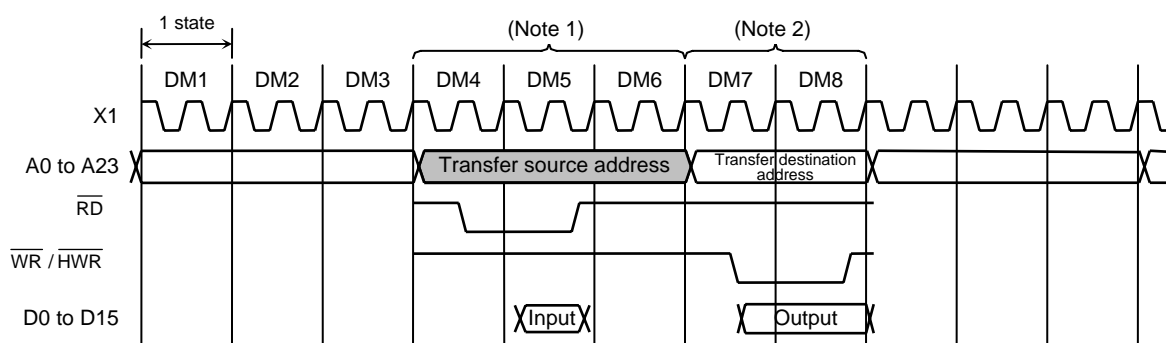 1 state
(Note 1)
(Note 2)
DM1 DM2 DM3 DM4 DM5 DM6 DM7 DM8
X1
A0 to A23
Transfer source address
Transfer destination
address
RD
WR / HWR
D0 to D15
Input
Output